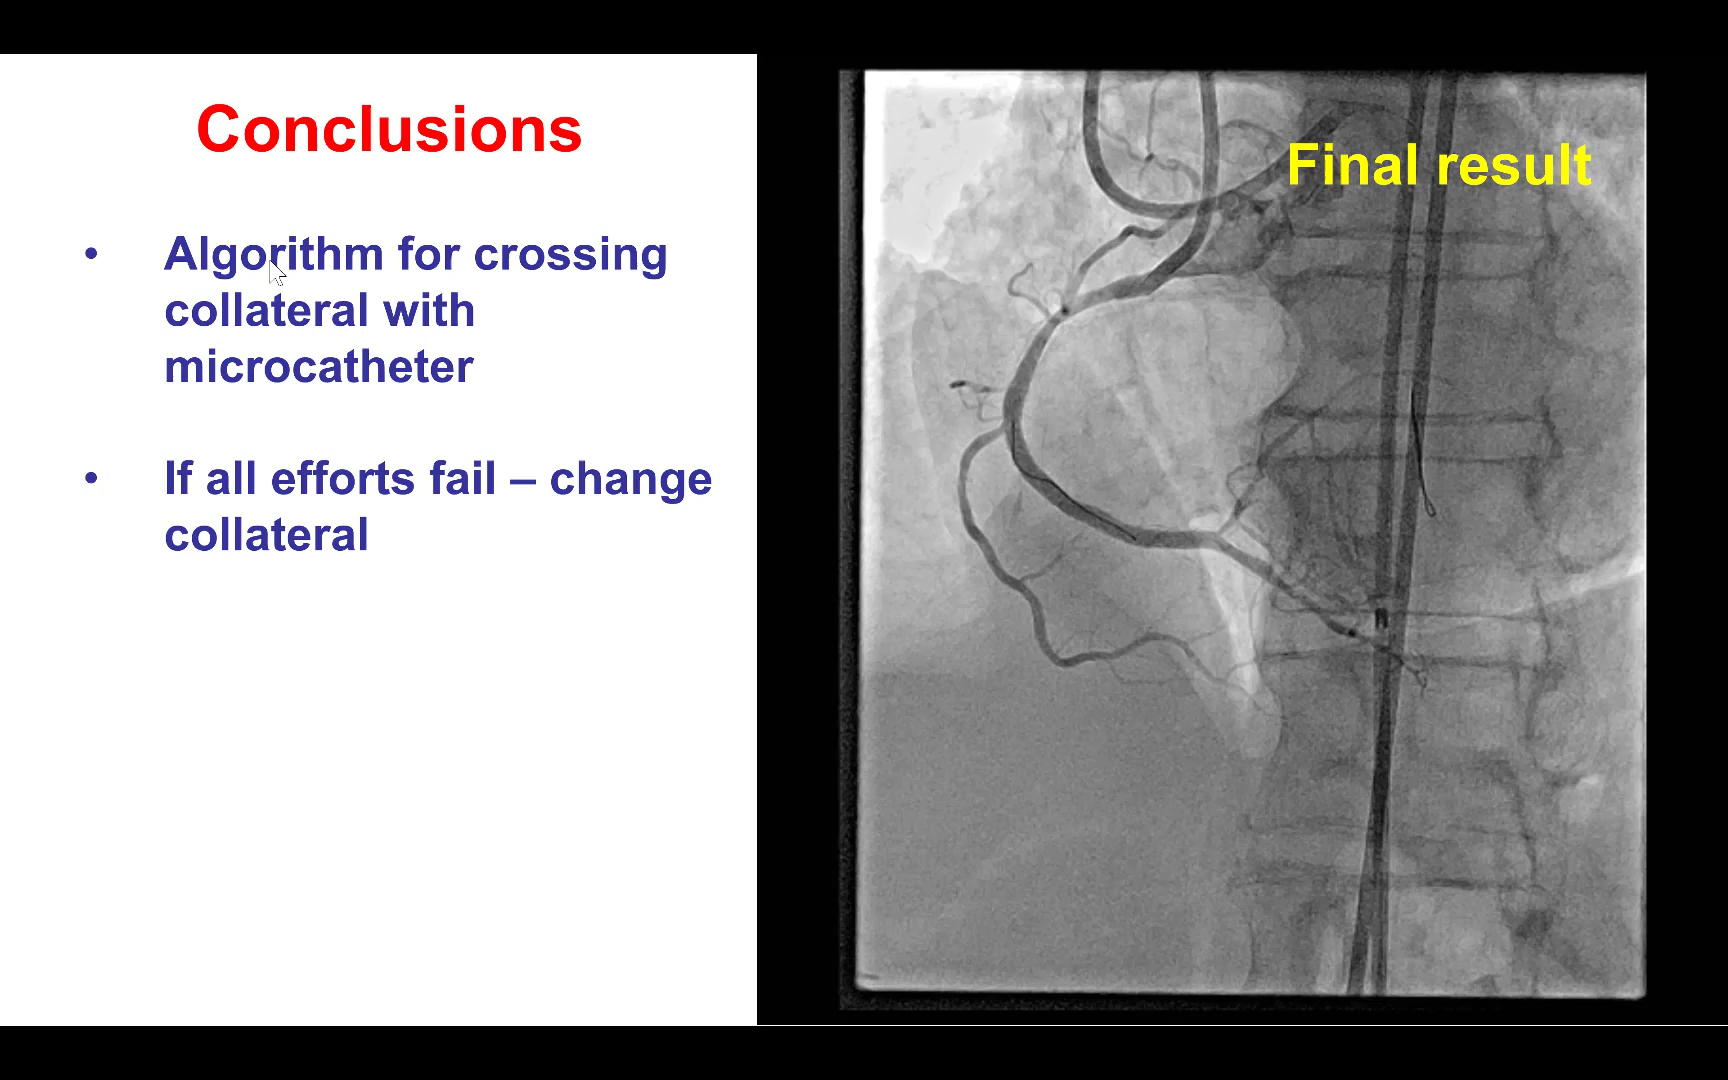 Conclusions
• Algorithm for crossing
collateral with
microcatheter
• If all efforts fail – change
collateral
Final result